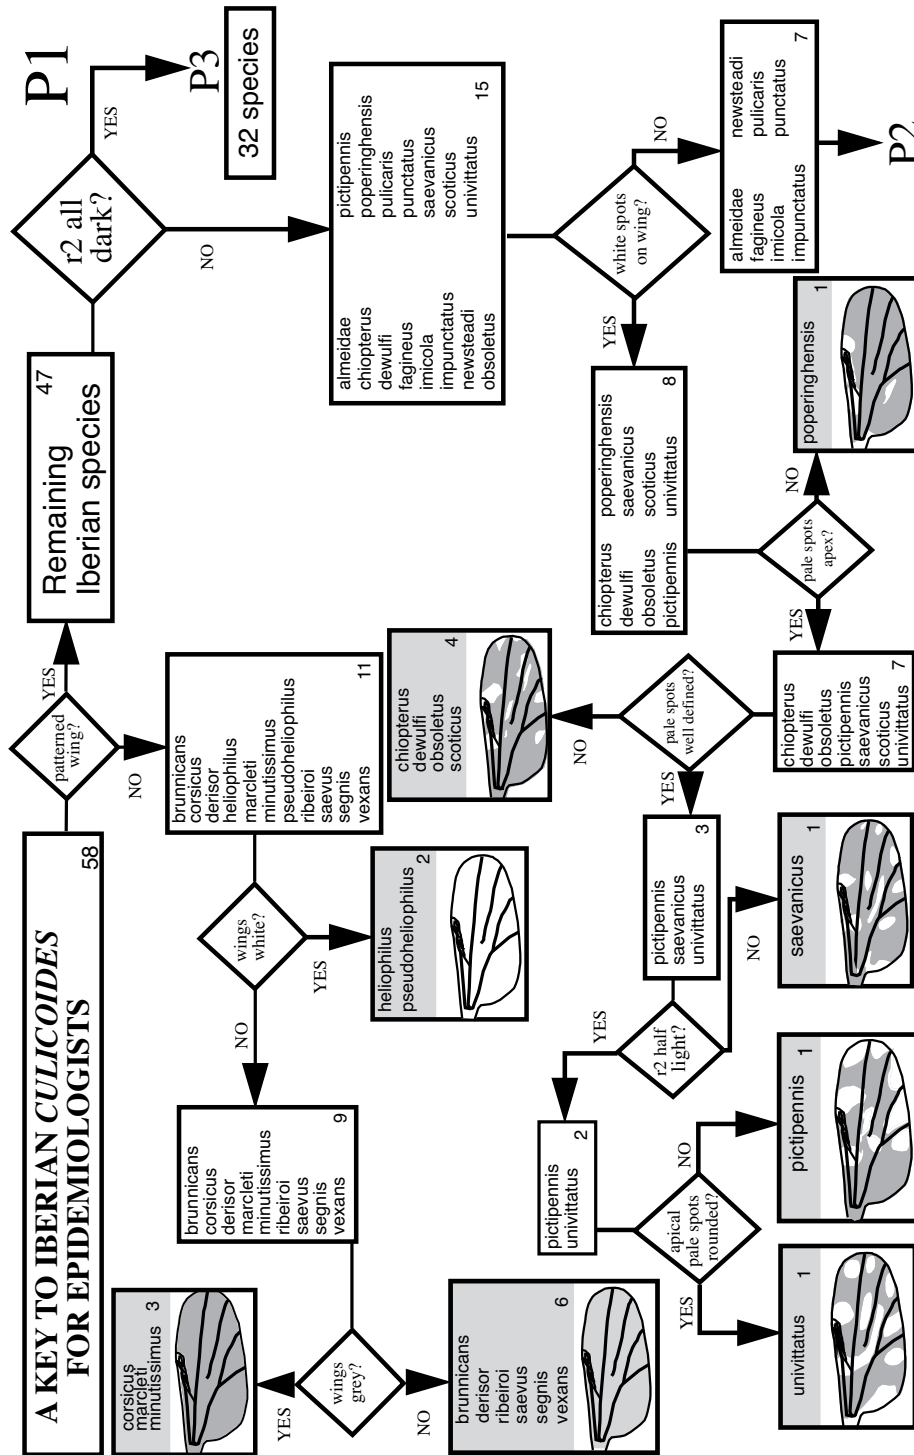 A KEY TO IBERIAN CULICOIDES
FOR EPIDEMIOLOGISTS
58
patterned
wing?
YES
Remaining
Iberian species
47
r2 all
dark?
YES
P1
P3
32 species
NO
almeidae
chiopterus
dewulfi
fagineus
imicola
impunctatus
newsteadi
obsoletus
pictipennis
poperinghensis
pulicaris
punctatus
saevanicus
scoticus
univittatus
15
white spots
on wing?
NO
almeidae
fagineus
imicola
impunctatus
newsteadi
pulicaris
punctatus
7
P2
YES
chiopterus
dewulfi
obsoletus
pictipennis
poperinghensis
saevanicus
scoticus
univittatus
8
pale spots
apex?
NO
poperinghensis
1
YES
chiopterus
dewulfi
obsoletus
pictipennis
saevanicus
scoticus
univittatus
7
pale spots
well defined?
NO
chiopterus
dewulfi
obsoletus
scoticus
4
YES
pictipennis
saevanicus
univittatus
3
r2 half
light?
NO
saevanicus
1
YES
pictipennis
univittatus
2
apical
pale spots
rounded?
NO
pictipennis
1
YES
univittatus
1
NO
brunnicans
corsicus
derisor
heliophilus
marcleti
minutissimus
pseudoheliophilus
ribeiroi
saevus
segnis
vexans
11
wings
white?
YES
heliophilus
pseudoheliophilus
2
NO
brunnicans
corsicus
derisor
marcleti
minutissimus
ribeiroi
saevus
segnis
vexans
9
wings
grey?
YES
corsicus
marcleti
minutissimus
3
NO
brunnicans
derisor
ribeiroi
saevus
segnis
vexans
6